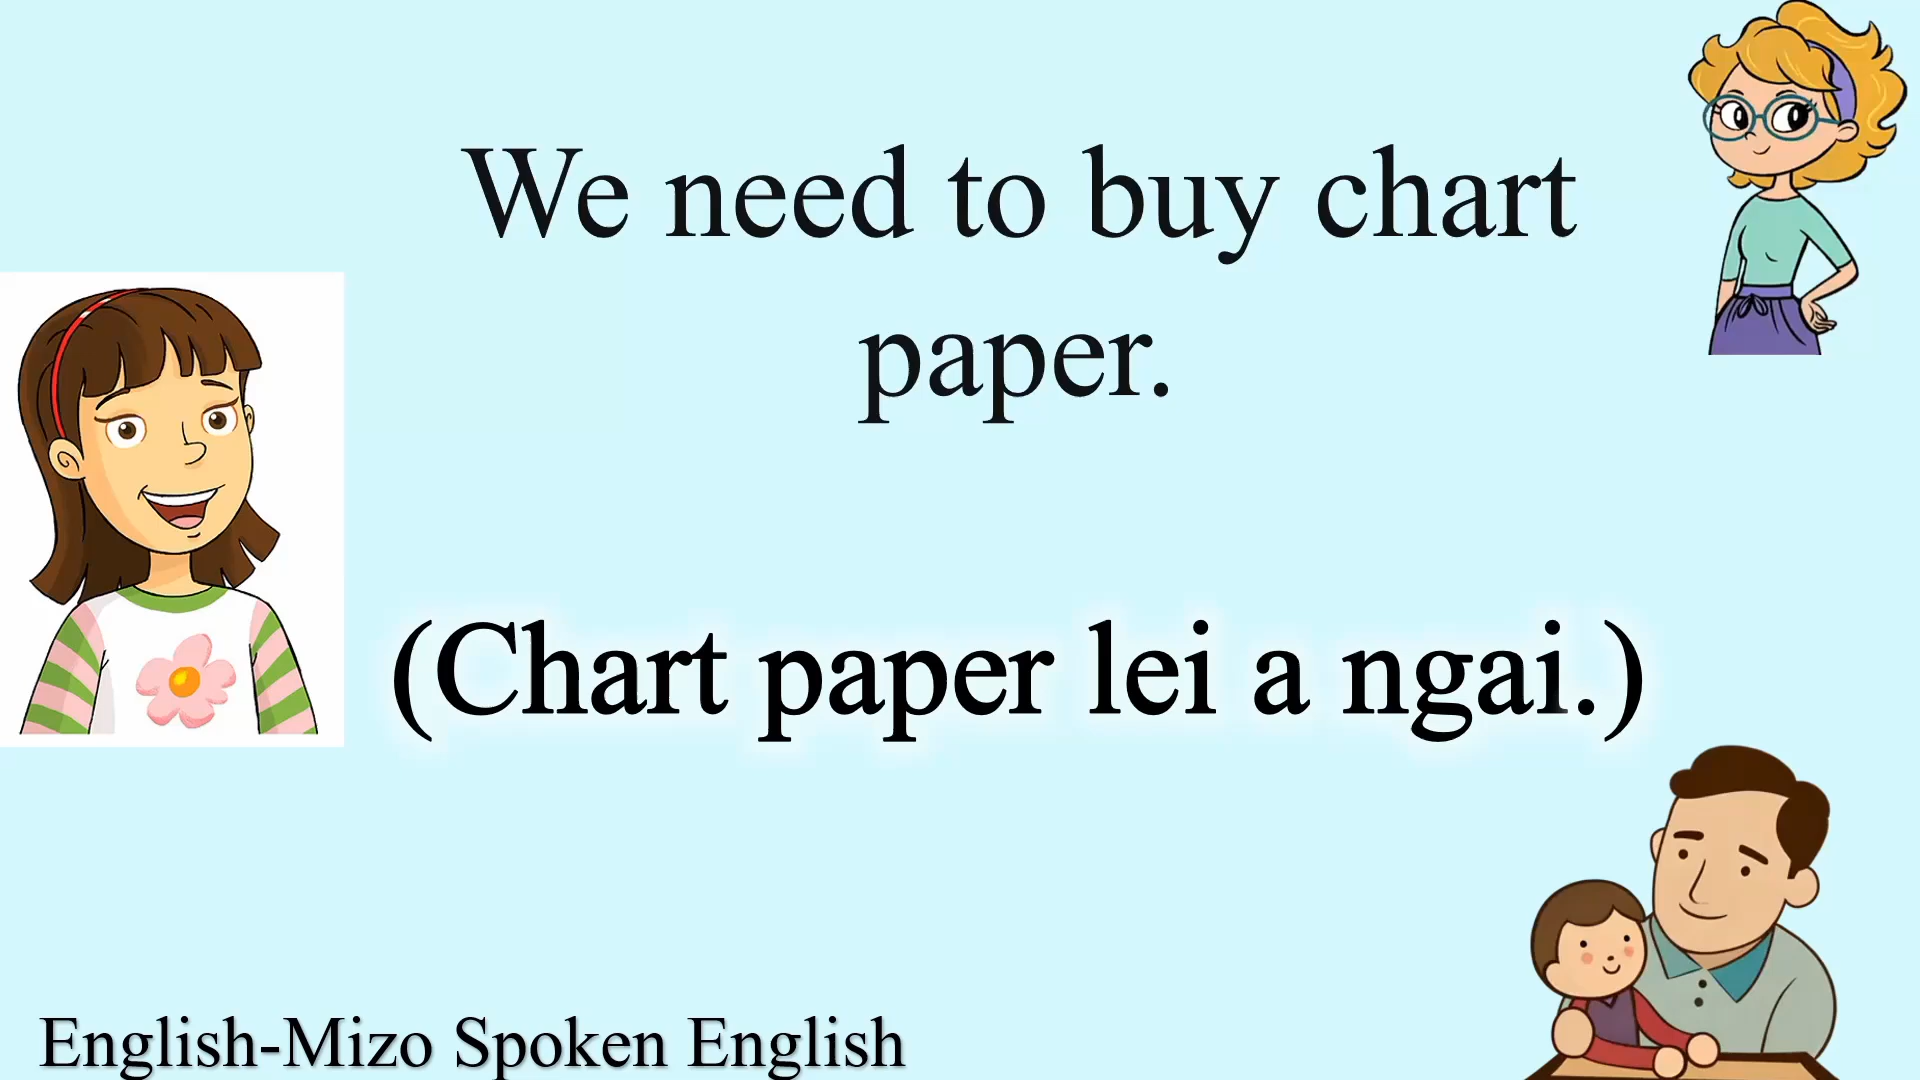 We need to buy chart
paper.
(Chart paper lei a ngai.)
English-Mizo Spoken English